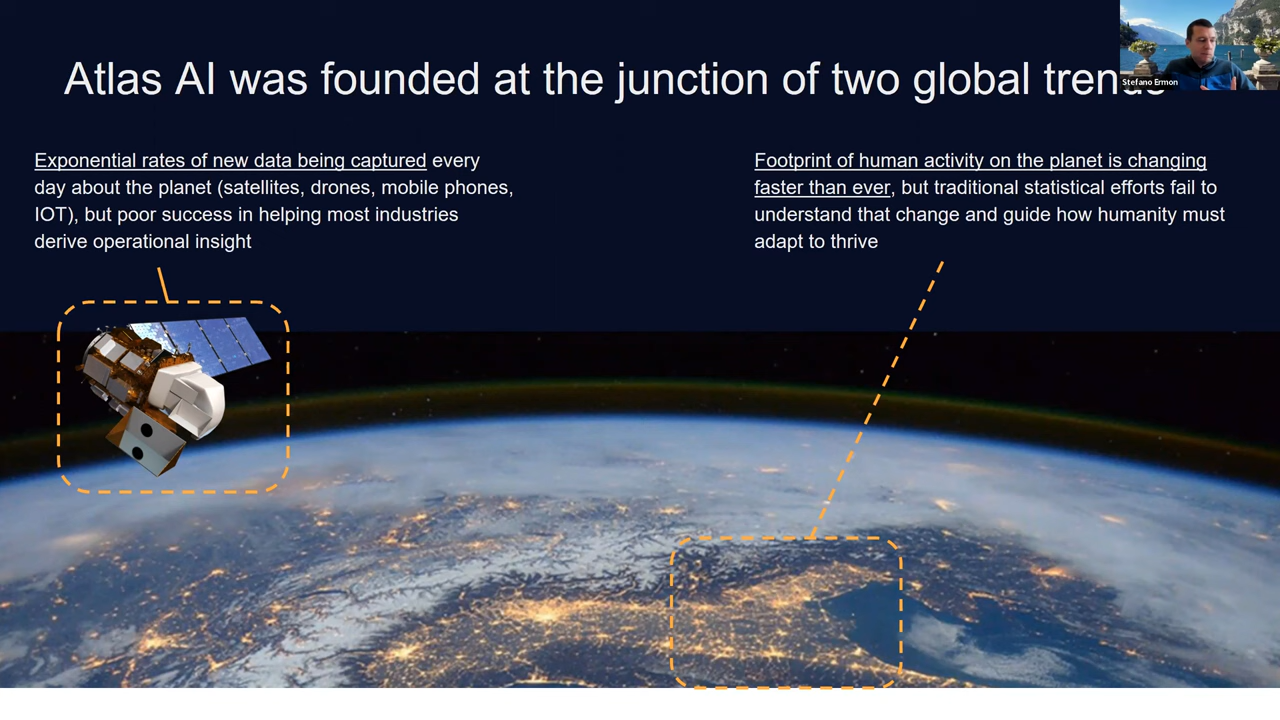 Atlas AI was founded at the junction of two global trends
Stefano Ermon
Exponential rates of new data being captured every
day about the planet (satellites, drones, mobile phones,
IOT), but poor success in helping most industries
derive operational insight
Footprint of human activity on the planet is changing
faster than ever, but traditional statistical efforts fail to
understand that change and guide how humanity must
adapt to thrive